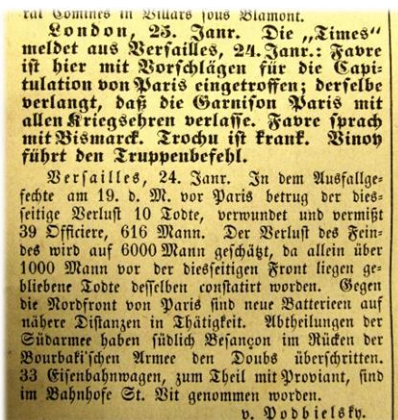 ral Comines in Villars sous Blamont.
London, 25. Janr. Die „Times“
meldet aus Versailles, 24. Janr.: Favre
ist hier mit Vorschlägen für die Capi-
tulation von Paris eingetroffen; derselbe
verlangt, daß die Garnison Paris mit
allen Kriegsehren verlasse. Favre sprach
mit Bismarck. Trochu ist krank. Vinoy
führt den Truppenbefehl.
Versailles, 24. Janr. In dem Ausfallge-
fechte am 19. d. M. vor Paris betrug der dies-
seitige Verlust 10 Todte, verwundet und vermißt
39 Officiere, 616 Mann. Der Verlust des Fein-
des wird auf 6000 Mann geschätzt, da allein über
1000 Mann vor der diesseitigen Front liegen ge-
bliebene Todte desselben constatirt worden. Gegen
die Nordfront von Paris sind neue Batterieen auf
nähere Distanzen in Thätigkeit. Abtheilungen der
Südarmee haben südlich Besançon im Rücken der
Bourbaki'schen Armee den Doubs überschritten.
33 Eisenbahnwagen, zum Theil mit Proviant, sind
im Bahnhofe St. Vit genommen worden.
v. Podbielsky.